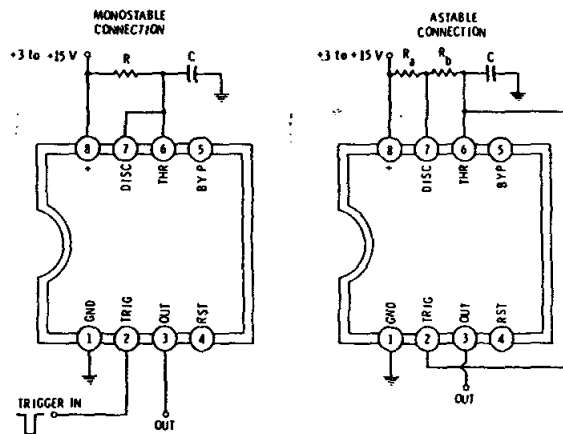 MONOSTABLE
CONNECTION
+3 to +15 V
R
C
8
7
6
5
+
DISC
THR
BYP
GND
TRIG
OUT
RST
1
2
3
4
TRIGGER IN
OUT
ASTABLE
CONNECTION
+3 to +15 V
Ra
Rb
C
8
7
6
5
+
DISC
THR
BYP
GND
TRIG
OUT
RST
1
2
3
4
OUT